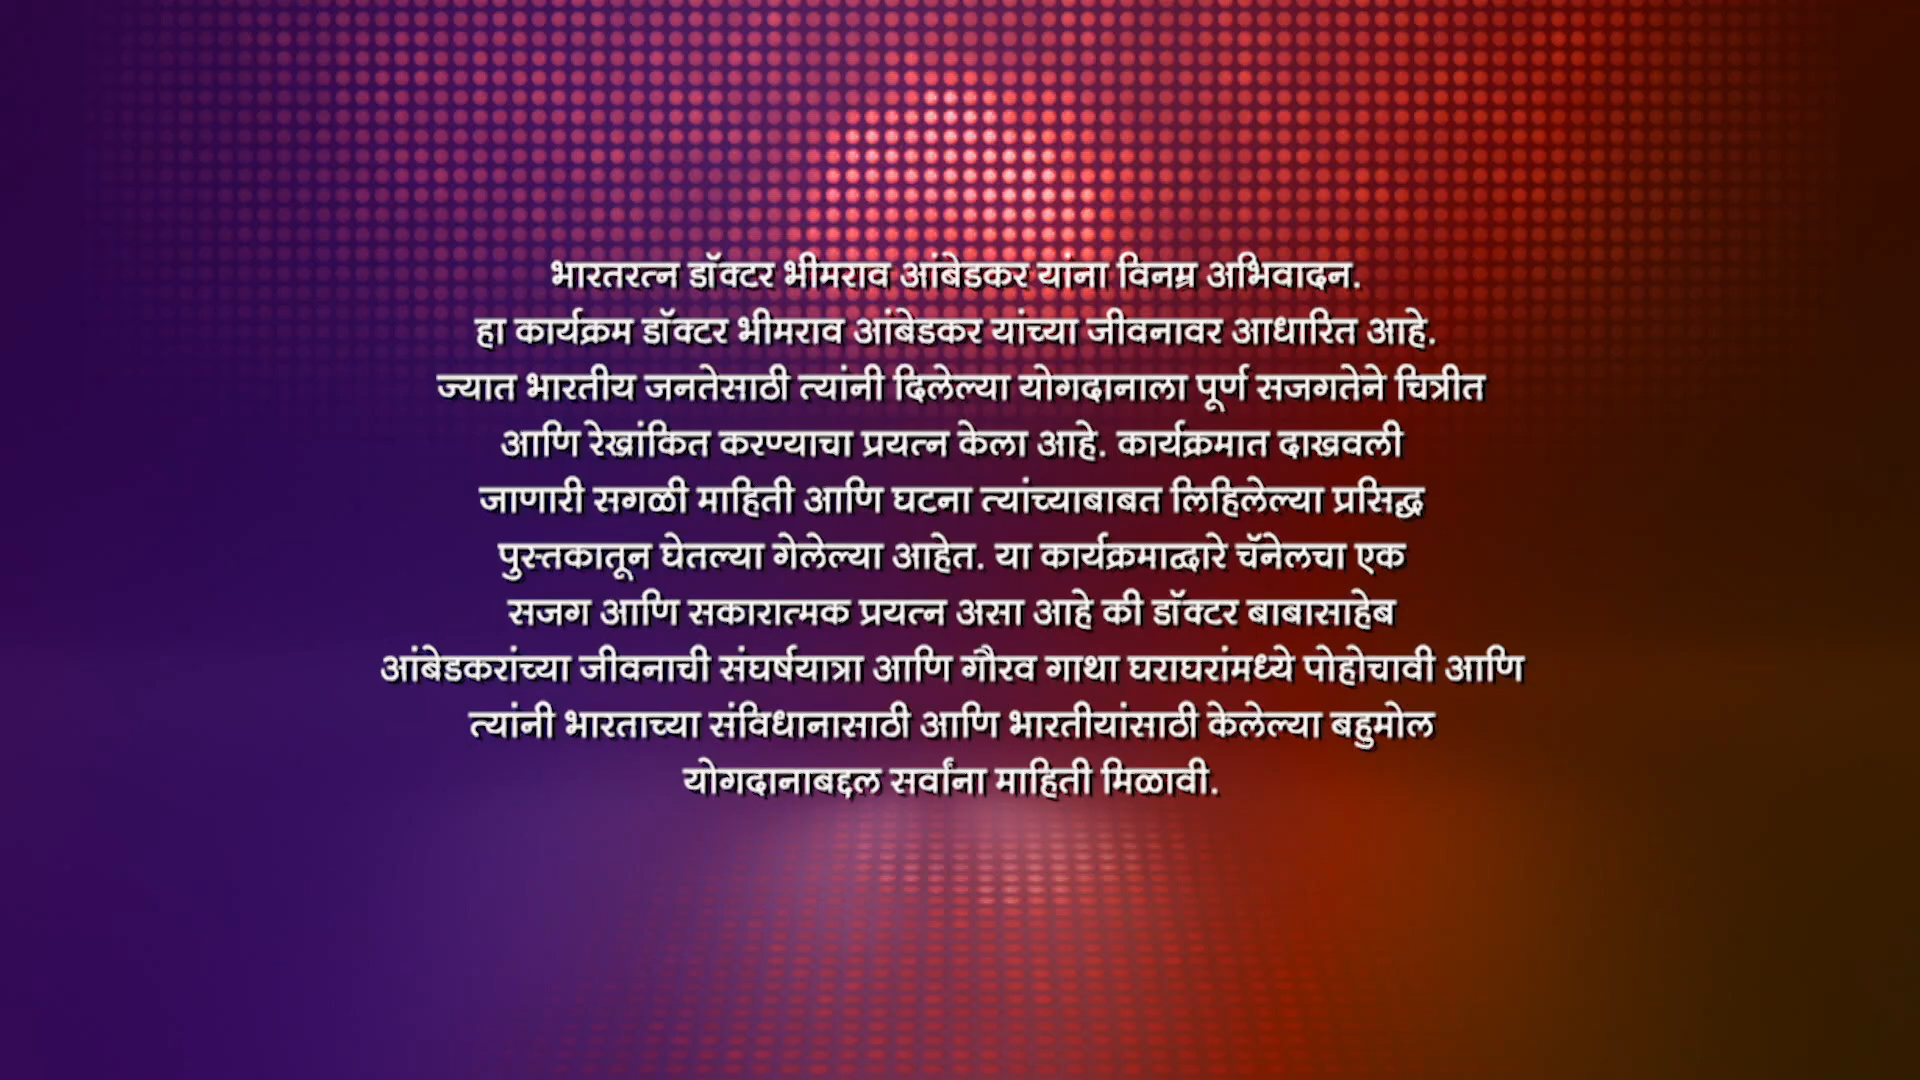 भारतरत्न डॉक्टर भीमराव आंबेडकर यांना विनम्र अभिवादन.
हा कार्यक्रम डॉक्टर भीमराव आंबेडकर यांच्या जीवनावर आधारित आहे.
ज्यात भारतीय जनतेसाठी त्यांनी दिलेल्या योगदानाला पूर्ण सजगतेने चित्रीत
आणि रेखांकित करण्याचा प्रयत्न केला आहे. कार्यक्रमात दाखवली
जाणारी सगळी माहिती आणि घटना त्यांच्याबाबत लिहिलेल्या प्रसिद्ध
पुस्तकातून घेतल्या गेलेल्या आहेत. या कार्यक्रमाद्वारे चॅनेलचा एक
सजग आणि सकारात्मक प्रयत्न असा आहे की डॉक्टर बाबासाहेब
आंबेडकरांच्या जीवनाची संघर्षयात्रा आणि गौरव गाथा घराघरांमध्ये पोहोचावी आणि
त्यांनी भारताच्या संविधानासाठी आणि भारतीयांसाठी केलेल्या बहुमोल
योगदानाबद्दल सर्वांना माहिती मिळावी.